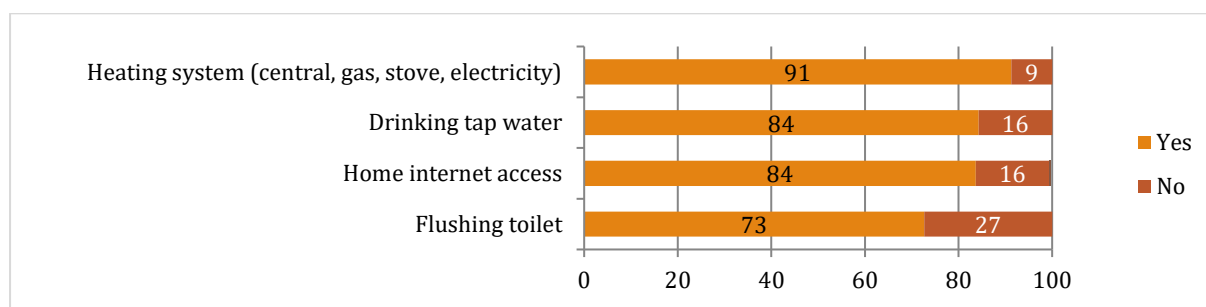 Heating system (central, gas, stove, electricity) 91 9
Drinking tap water 84 16
Home internet access 84 16
Flushing toilet 73 27
0 20 40 60 80 100
Yes
No